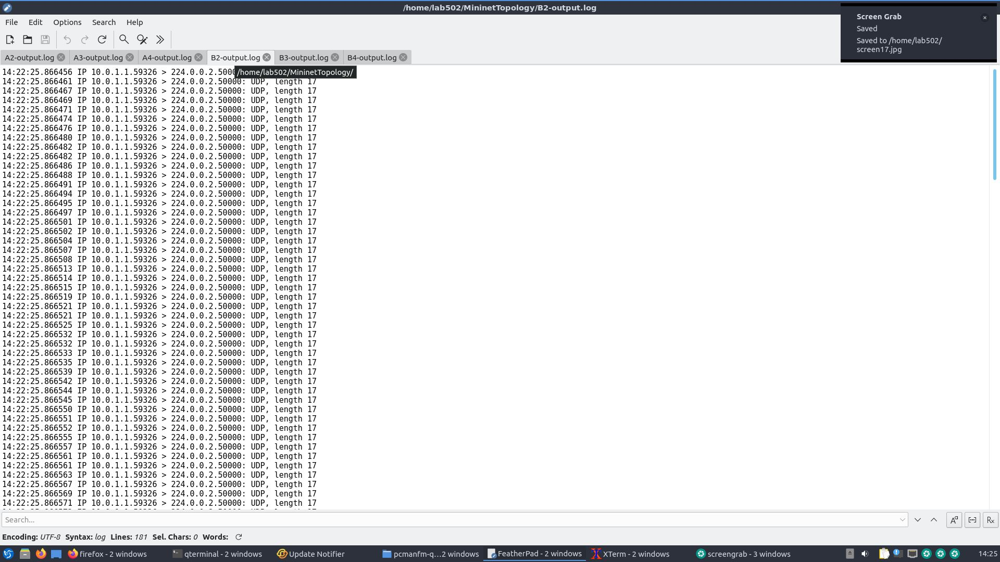 /home/lab502/MininetTopology/B2-output.log
File Edit Options Search Help
Screen Grab
Saved
Saved to /home/lab502/
screen17.jpg
A2-output.log A3-output.log A4-output.log B2-output.log B3-output.log B4-output.log
14:22:25.866456 IP 10.0.1.1.59326 > 224.0.0.2.5000
/home/lab502/MininetTopology/
14:22:25.866461 IP 10.0.1.1.59326 > 224.0.0.2.50000: UDP, length 17
14:22:25.866467 IP 10.0.1.1.59326 > 224.0.0.2.50000: UDP, length 17
14:22:25.866469 IP 10.0.1.1.59326 > 224.0.0.2.50000: UDP, length 17
14:22:25.866471 IP 10.0.1.1.59326 > 224.0.0.2.50000: UDP, length 17
14:22:25.866474 IP 10.0.1.1.59326 > 224.0.0.2.50000: UDP, length 17
14:22:25.866476 IP 10.0.1.1.59326 > 224.0.0.2.50000: UDP, length 17
14:22:25.866480 IP 10.0.1.1.59326 > 224.0.0.2.50000: UDP, length 17
14:22:25.866482 IP 10.0.1.1.59326 > 224.0.0.2.50000: UDP, length 17
14:22:25.866482 IP 10.0.1.1.59326 > 224.0.0.2.50000: UDP, length 17
14:22:25.866486 IP 10.0.1.1.59326 > 224.0.0.2.50000: UDP, length 17
14:22:25.866488 IP 10.0.1.1.59326 > 224.0.0.2.50000: UDP, length 17
14:22:25.866491 IP 10.0.1.1.59326 > 224.0.0.2.50000: UDP, length 17
14:22:25.866494 IP 10.0.1.1.59326 > 224.0.0.2.50000: UDP, length 17
14:22:25.866495 IP 10.0.1.1.59326 > 224.0.0.2.50000: UDP, length 17
14:22:25.866497 IP 10.0.1.1.59326 > 224.0.0.2.50000: UDP, length 17
14:22:25.866501 IP 10.0.1.1.59326 > 224.0.0.2.50000: UDP, length 17
14:22:25.866502 IP 10.0.1.1.59326 > 224.0.0.2.50000: UDP, length 17
14:22:25.866504 IP 10.0.1.1.59326 > 224.0.0.2.50000: UDP, length 17
14:22:25.866507 IP 10.0.1.1.59326 > 224.0.0.2.50000: UDP, length 17
14:22:25.866508 IP 10.0.1.1.59326 > 224.0.0.2.50000: UDP, length 17
14:22:25.866513 IP 10.0.1.1.59326 > 224.0.0.2.50000: UDP, length 17
14:22:25.866514 IP 10.0.1.1.59326 > 224.0.0.2.50000: UDP, length 17
14:22:25.866515 IP 10.0.1.1.59326 > 224.0.0.2.50000: UDP, length 17
14:22:25.866519 IP 10.0.1.1.59326 > 224.0.0.2.50000: UDP, length 17
14:22:25.866521 IP 10.0.1.1.59326 > 224.0.0.2.50000: UDP, length 17
14:22:25.866521 IP 10.0.1.1.59326 > 224.0.0.2.50000: UDP, length 17
14:22:25.866525 IP 10.0.1.1.59326 > 224.0.0.2.50000: UDP, length 17
14:22:25.866532 IP 10.0.1.1.59326 > 224.0.0.2.50000: UDP, length 17
14:22:25.866532 IP 10.0.1.1.59326 > 224.0.0.2.50000: UDP, length 17
14:22:25.866533 IP 10.0.1.1.59326 > 224.0.0.2.50000: UDP, length 17
14:22:25.866535 IP 10.0.1.1.59326 > 224.0.0.2.50000: UDP, length 17
14:22:25.866539 IP 10.0.1.1.59326 > 224.0.0.2.50000: UDP, length 17
14:22:25.866542 IP 10.0.1.1.59326 > 224.0.0.2.50000: UDP, length 17
14:22:25.866544 IP 10.0.1.1.59326 > 224.0.0.2.50000: UDP, length 17
14:22:25.866545 IP 10.0.1.1.59326 > 224.0.0.2.50000: UDP, length 17
14:22:25.866550 IP 10.0.1.1.59326 > 224.0.0.2.50000: UDP, length 17
14:22:25.866551 IP 10.0.1.1.59326 > 224.0.0.2.50000: UDP, length 17
14:22:25.866552 IP 10.0.1.1.59326 > 224.0.0.2.50000: UDP, length 17
14:22:25.866555 IP 10.0.1.1.59326 > 224.0.0.2.50000: UDP, length 17
14:22:25.866557 IP 10.0.1.1.59326 > 224.0.0.2.50000: UDP, length 17
14:22:25.866561 IP 10.0.1.1.59326 > 224.0.0.2.50000: UDP, length 17
14:22:25.866561 IP 10.0.1.1.59326 > 224.0.0.2.50000: UDP, length 17
14:22:25.866563 IP 10.0.1.1.59326 > 224.0.0.2.50000: UDP, length 17
14:22:25.866567 IP 10.0.1.1.59326 > 224.0.0.2.50000: UDP, length 17
14:22:25.866569 IP 10.0.1.1.59326 > 224.0.0.2.50000: UDP, length 17
14:22:25.866571 IP 10.0.1.1.59326 > 224.0.0.2.50000: UDP, length 17
Search...
Encoding: UTF-8 Syntax: log Lines: 181 Sel. Chars: 0 Words:
firefox - 2 windows qterminal - 2 windows Update Notifier pcmanfm-q...2 windows FeatherPad - 2 windows XTerm - 2 windows screengrab - 3 windows 14:25